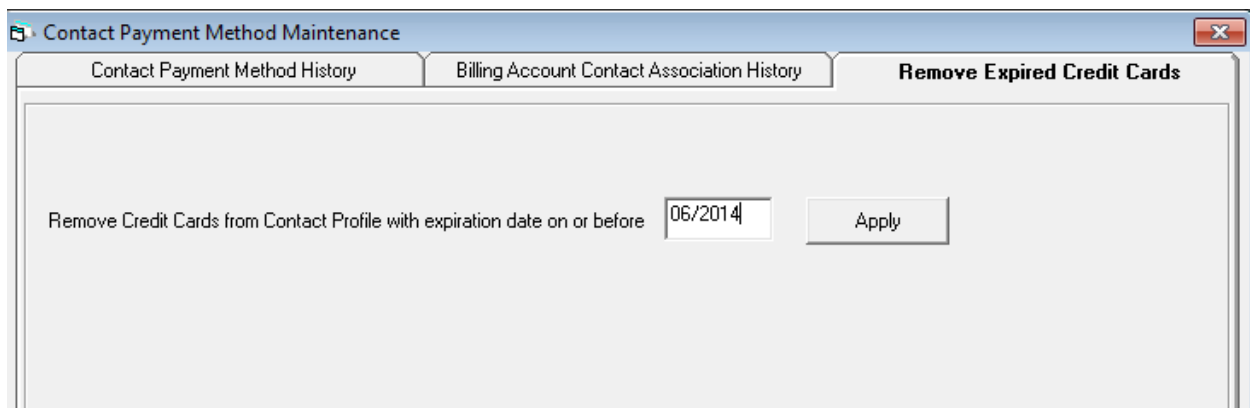 Contact Payment Method Maintenance
Contact Payment Method History Billing Account Contact Association History Remove Expired Credit Cards
Remove Credit Cards from Contact Profile with expiration date on or before 06/2014 Apply